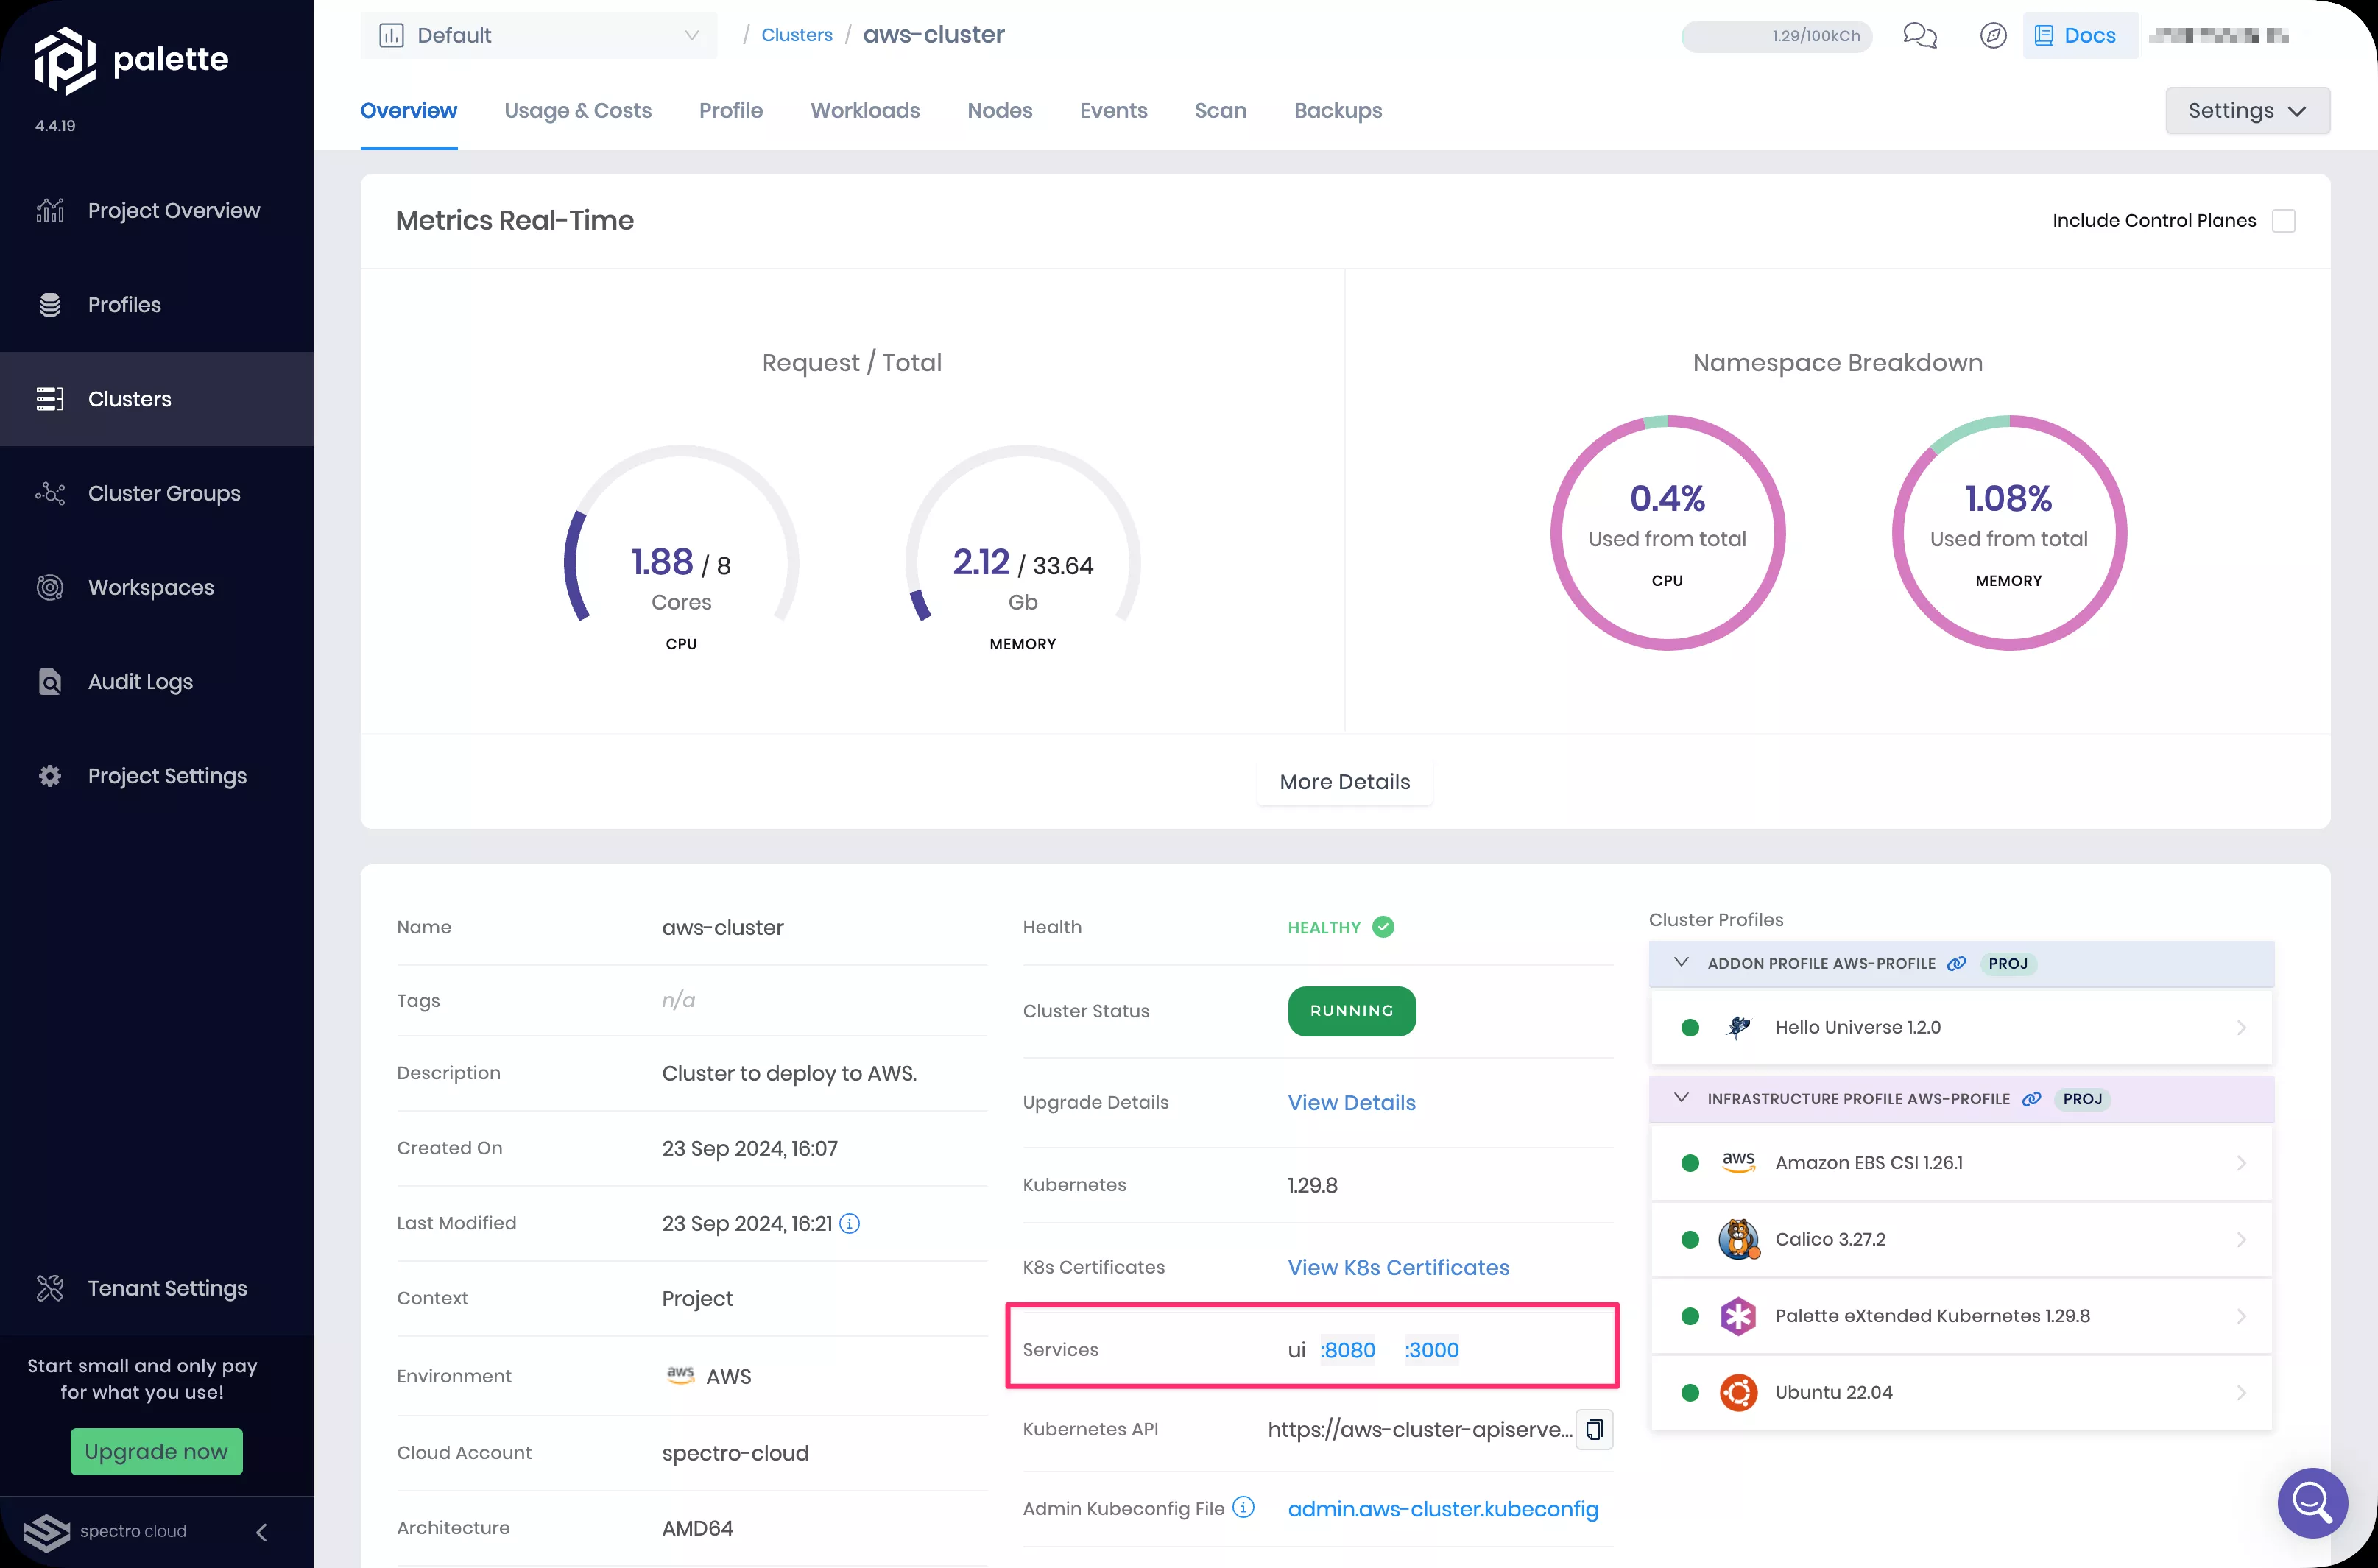 palette
4.4.19
Project Overview
Profiles
Clusters
Cluster Groups
Workspaces
Audit Logs
Project Settings
Tenant Settings
Start small and only pay
for what you use!
Upgrade now
spectro cloud
Default
/ Clusters / aws-cluster
1.29/100kCh
Docs
Overview
Usage & Costs
Profile
Workloads
Nodes
Events
Scan
Backups
Settings
Metrics Real-Time
Include Control Planes
Request / Total
1.88 / 8
Cores
CPU
2.12 / 33.64
Gb
MEMORY
Namespace Breakdown
0.4%
Used from total
CPU
1.08%
Used from total
MEMORY
More Details
Name aws-cluster
Tags n/a
Description Cluster to deploy to AWS.
Created On 23 Sep 2024, 16:07
Last Modified 23 Sep 2024, 16:21
Context Project
Environment aws AWS
Cloud Account spectro-cloud
Architecture AMD64
Health HEALTHY
Cluster Status RUNNING
Upgrade Details View Details
Kubernetes 1.29.8
K8s Certificates View K8s Certificates
Services ui :8080 :3000
Kubernetes API https://aws-cluster-apiserve...
Admin Kubeconfig File admin.aws-cluster.kubeconfig
Cluster Profiles
ADDON PROFILE AWS-PROFILE PROJ
Hello Universe 1.2.0
INFRASTRUCTURE PROFILE AWS-PROFILE PROJ
aws Amazon EBS CSI 1.26.1
Calico 3.27.2
Palette eXtended Kubernetes 1.29.8
Ubuntu 22.04